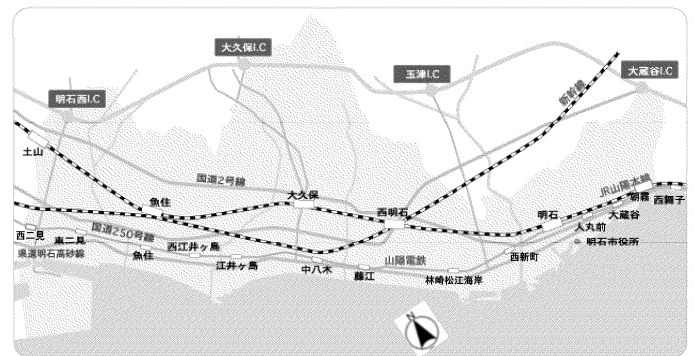 大久保I.C
玉津I.C
大蔵谷I.C
明石西I.C
新幹線
土山
国道2号線
大久保
魚住
西明石
JR山陽本線
朝霧
西舞子
明石
大蔵谷
人丸前
明石市役所
西二見
東二見
国道250号線
西江井ヶ島
県道明石高砂線
魚住
江井ヶ島
中八木
藤江
山陽電鉄
林崎松江海岸
西新町